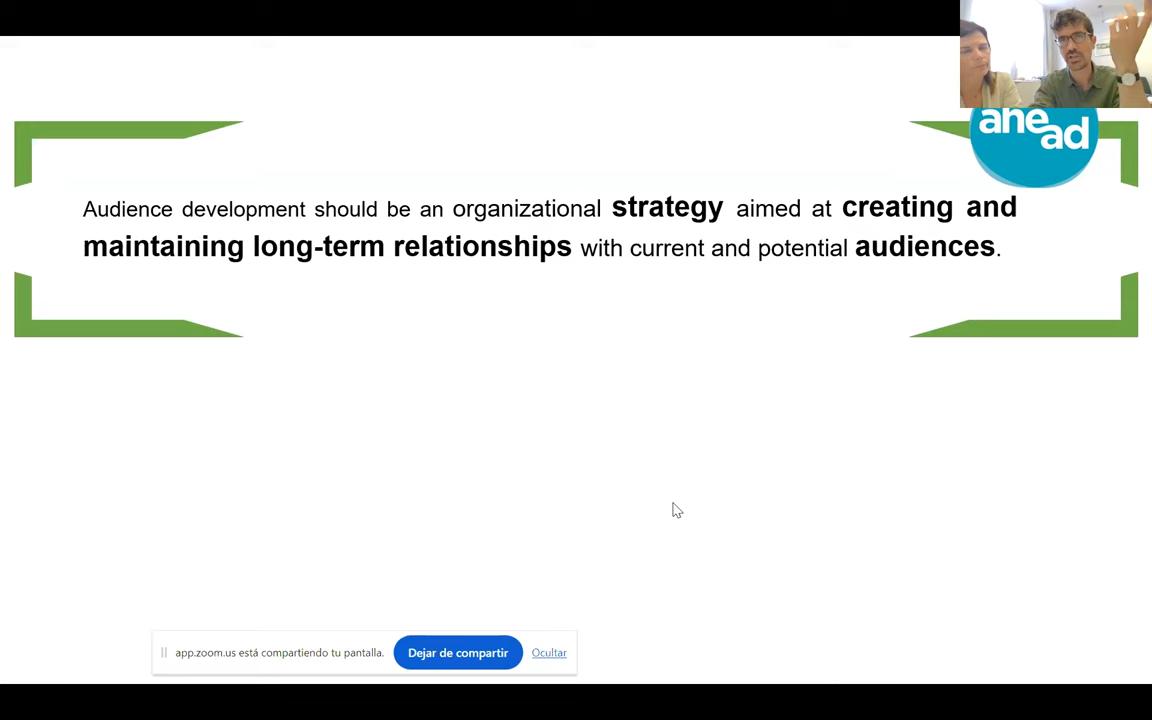 ahead
Audience development should be an organizational strategy aimed at creating and
maintaining long-term relationships with current and potential audiences.
app.zoom.us está compartiendo tu pantalla. Dejar de compartir Ocultar